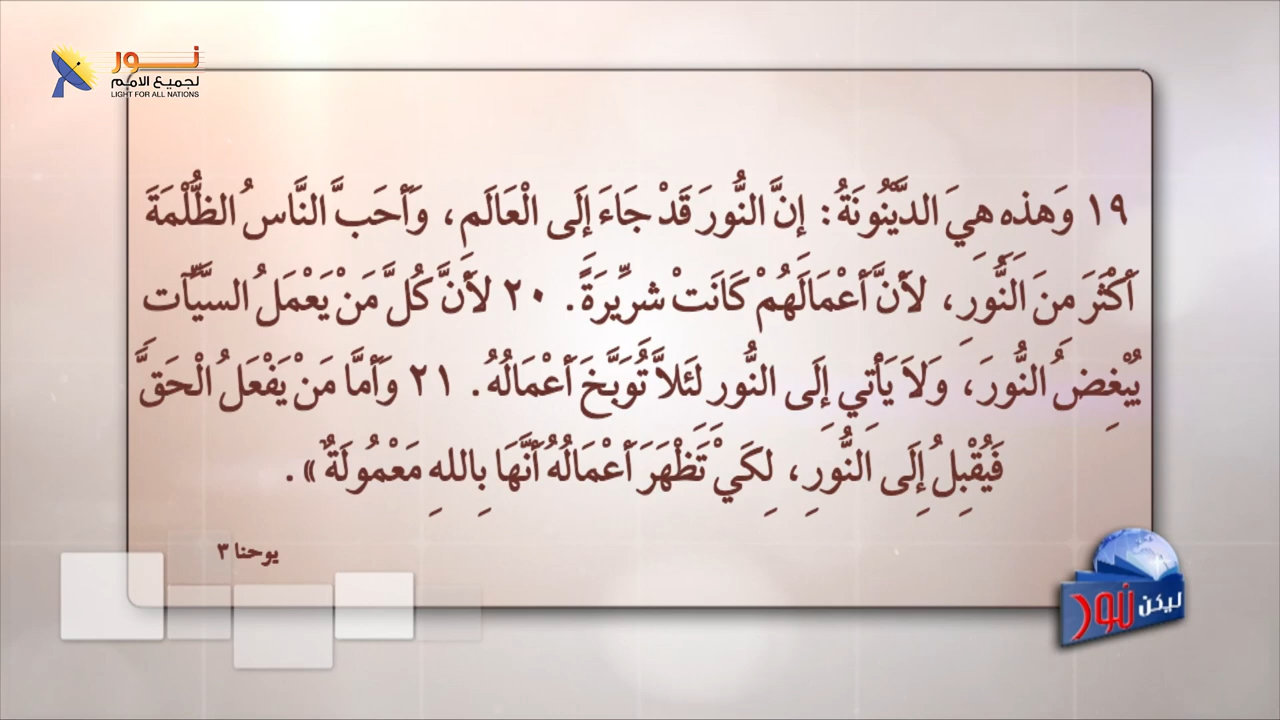 نور
لجميع الامم
LIGHT FOR ALL NATIONS
١٩ وَهذِهِ هِيَ الدَّيْنُونَةُ: إِنَّ النُّورَ قَدْ جَاءَ إِلَى الْعَالَمِ، وَأَحَبَّ النَّاسُ الظُّلْمَةَ
أَكْثَرَ مِنَ النُّورِ، لأَنَّ أَعْمَالَهُمْ كَانَتْ شِرِّيرَةً. ٢٠ لأَنَّ كُلَّ مَنْ يَعْمَلُ السَّيِّآتِ
يُبْغِضُ النُّورَ، وَلاَ يَأْتِي إِلَى النُّورِ لِئَلاَّ تُوَبَّخَ أَعْمَالُهُ. ٢١ وَأَمَّا مَنْ يَفْعَلُ الْحَقَّ
فَيُقْبِلُ إِلَى النُّورِ، لِكَيْ تَظْهَرَ أَعْمَالُهُ أَنَّهَا بِاللهِ مَعْمُولَةٌ».
يوحنا ٣
ليكن نور